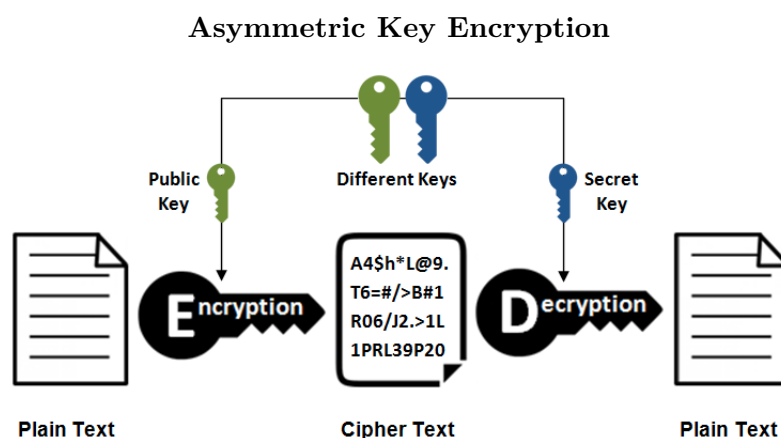 Asymmetric Key Encryption
Public
Key
Different Keys
Secret
Key
A4$h*L@9.
T6=#/>B#1
R06/J2.>1L
1PRL39P20
Encryption
Decryption
Plain Text
Cipher Text
Plain Text